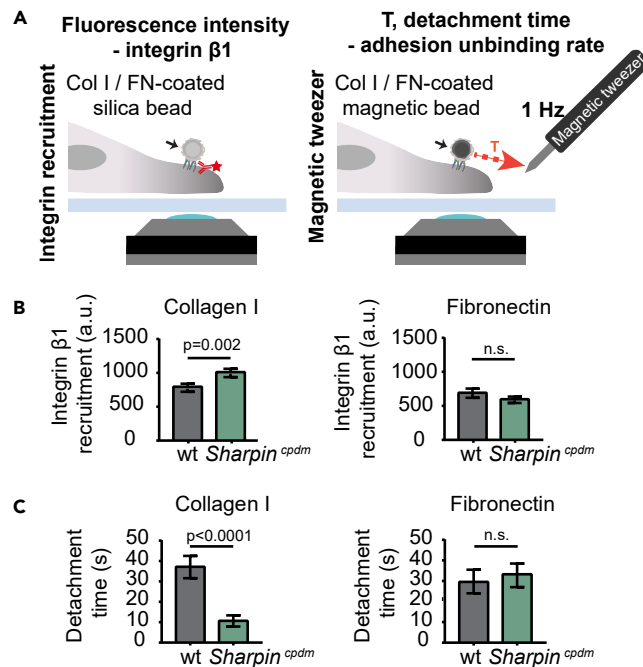 A
Fluorescence intensity
- integrin β1
T, detachment time
- adhesion unbinding rate
Integrin recruitment
Col I / FN-coated
silica bead
Magnetic tweezer
Col I / FN-coated
magnetic bead
1 Hz
Magnetic tweezer
T
B
Collagen I
Integrin β1
recruitment (a.u.)
1500
1000
500
0
p=0.002
wt Sharpin cpdm
Fibronectin
Integrin β1
recruitment (a.u.)
1500
1000
500
0
n.s.
wt Sharpin cpdm
C
Collagen I
Detachment
time (s)
50
40
30
20
10
0
p<0.0001
wt Sharpin cpdm
Fibronectin
Detachment
time (s)
50
40
30
20
10
0
n.s.
wt Sharpin cpdm